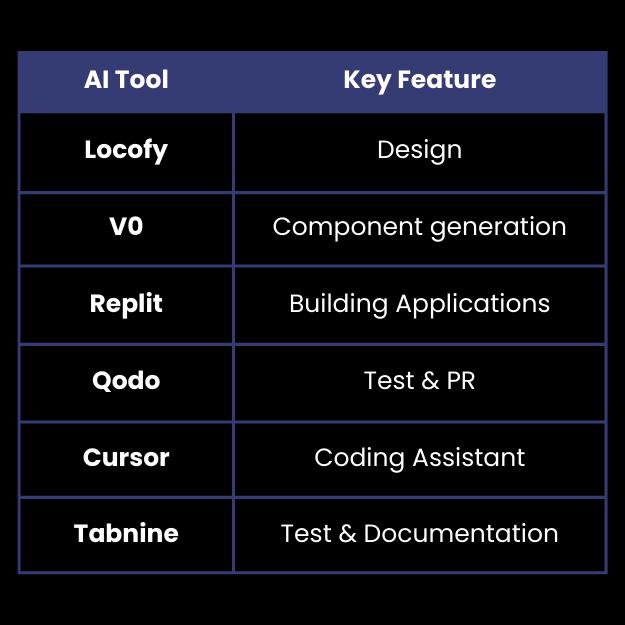 AI Tool Key Feature
Locofy Design
V0 Component generation
Replit Building Applications
Qodo Test & PR
Cursor Coding Assistant
Tabnine Test & Documentation